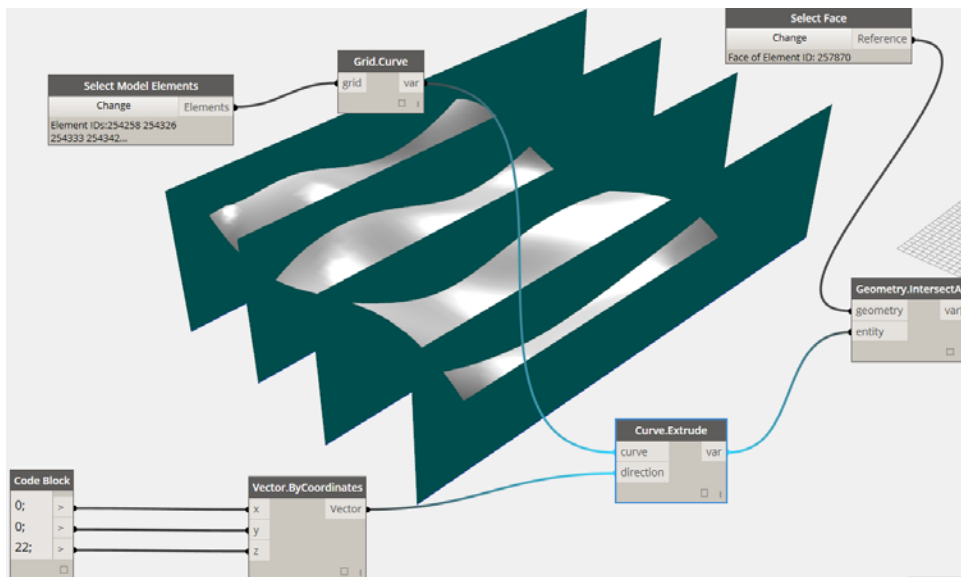 Select Face
Change
Reference
Face of Element ID: 257870
Grid.Curve
grid
var
Select Model Elements
Change
Elements
Element IDs:254258 254326
254333 254342...
Geometry.IntersectA
geometry
var
entity
Curve.Extrude
curve
var
direction
Code Block
0;
>
0;
>
22;
>
Vector.ByCoordinates
x
Vector
y
z